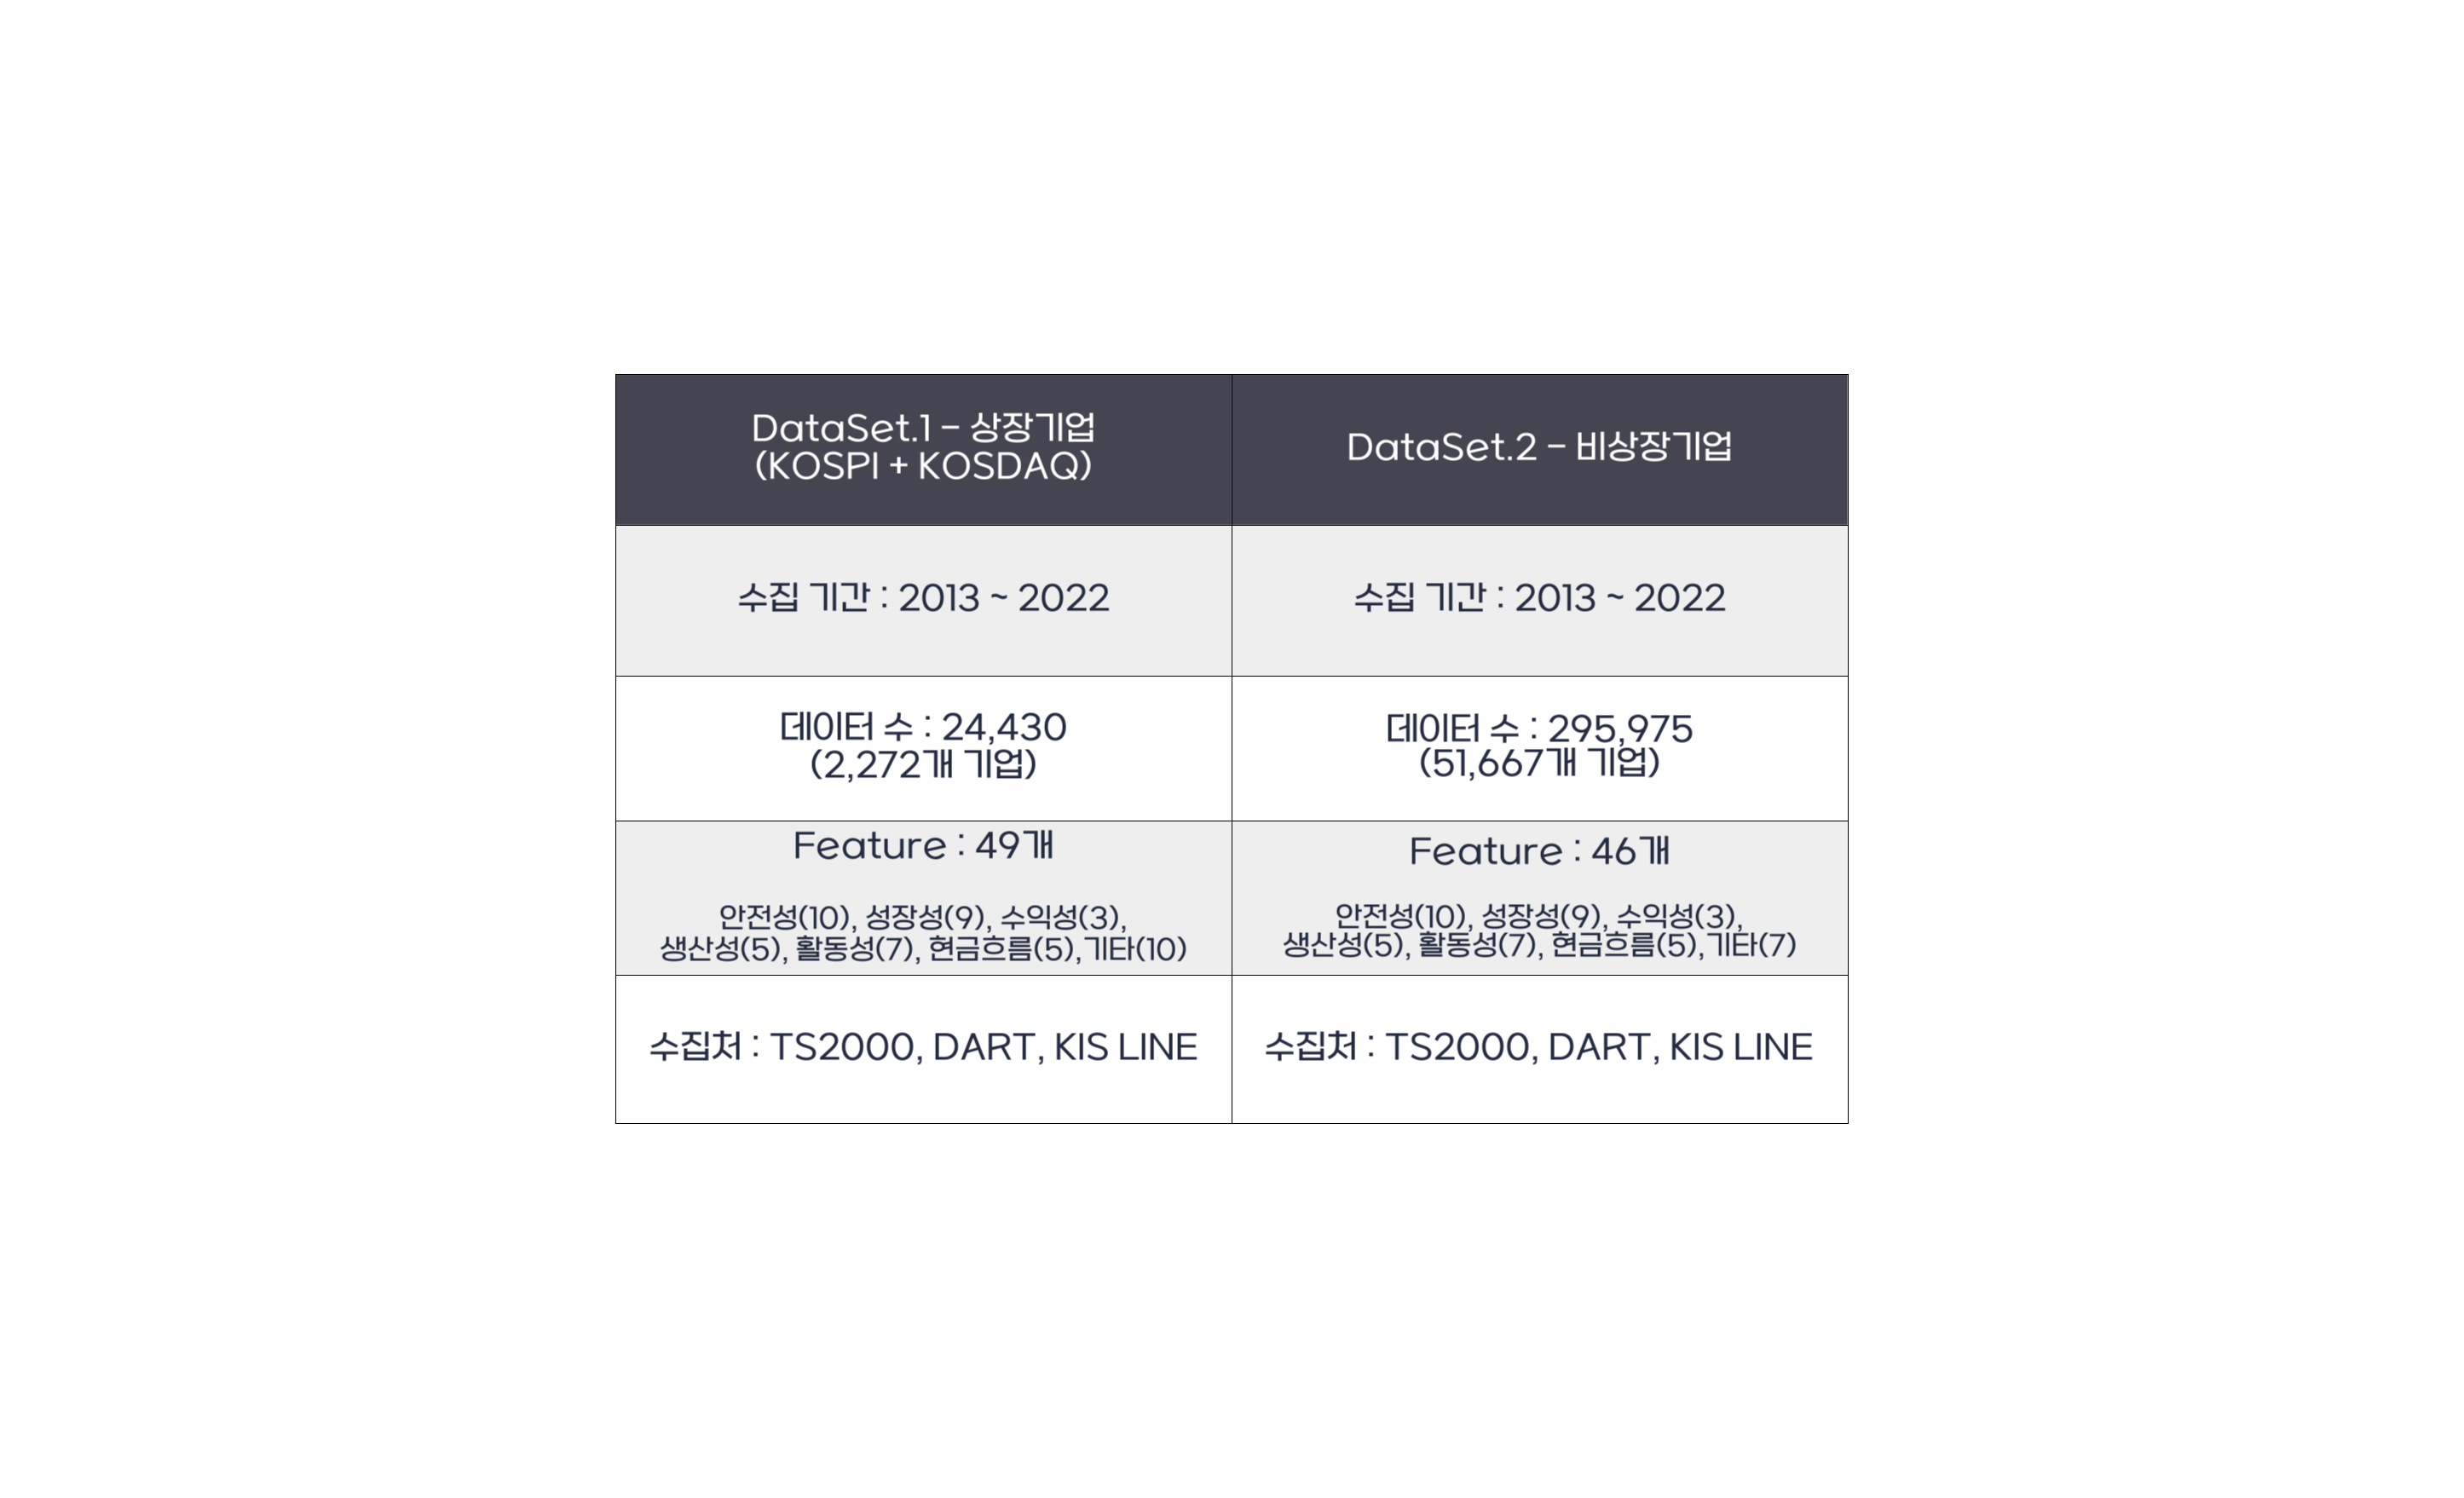 DataSet.1 - 상장기업
(KOSPI + KOSDAQ)
DataSet.2 - 비상장기업
수집 기간 : 2013 ~ 2022
수집 기간 : 2013 ~ 2022
데이터 수 : 24,430
(2,272개 기업)
데이터 수 : 295,975
(51,667개 기업)
Feature : 49개
안전성(10), 성장성(9), 수익성(3),
생산성(5), 활동성(7), 현금흐름(5),기타(10)
Feature : 46개
안전성(10), 성장성(9), 수익성(3),
생산성(5), 활동성(7), 현금흐름(5),기타(7)
수집처 : TS2000, DART, KIS LINE
수집처 : TS2000, DART, KIS LINE